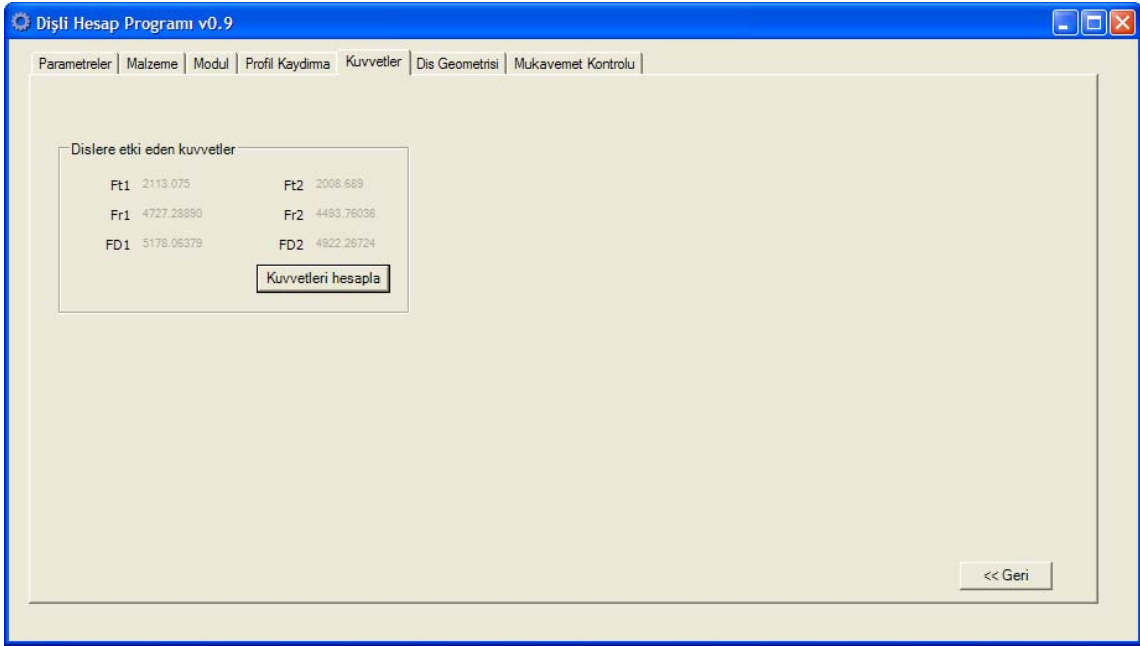 Dişli Hesap Programı v0.9
Parametreler Malzeme Modul Profil Kaydirma Kuvvetler Dis Geometrisi Mukavemet Kontrolu
Dislere etki eden kuvvetler
Ft1 2113.075 Ft2 2008.689
Fr1 4727.28890 Fr2 4493.76036
FD1 5178.06379 FD2 4922.26724
Kuvvetleri hesapla
<< Geri